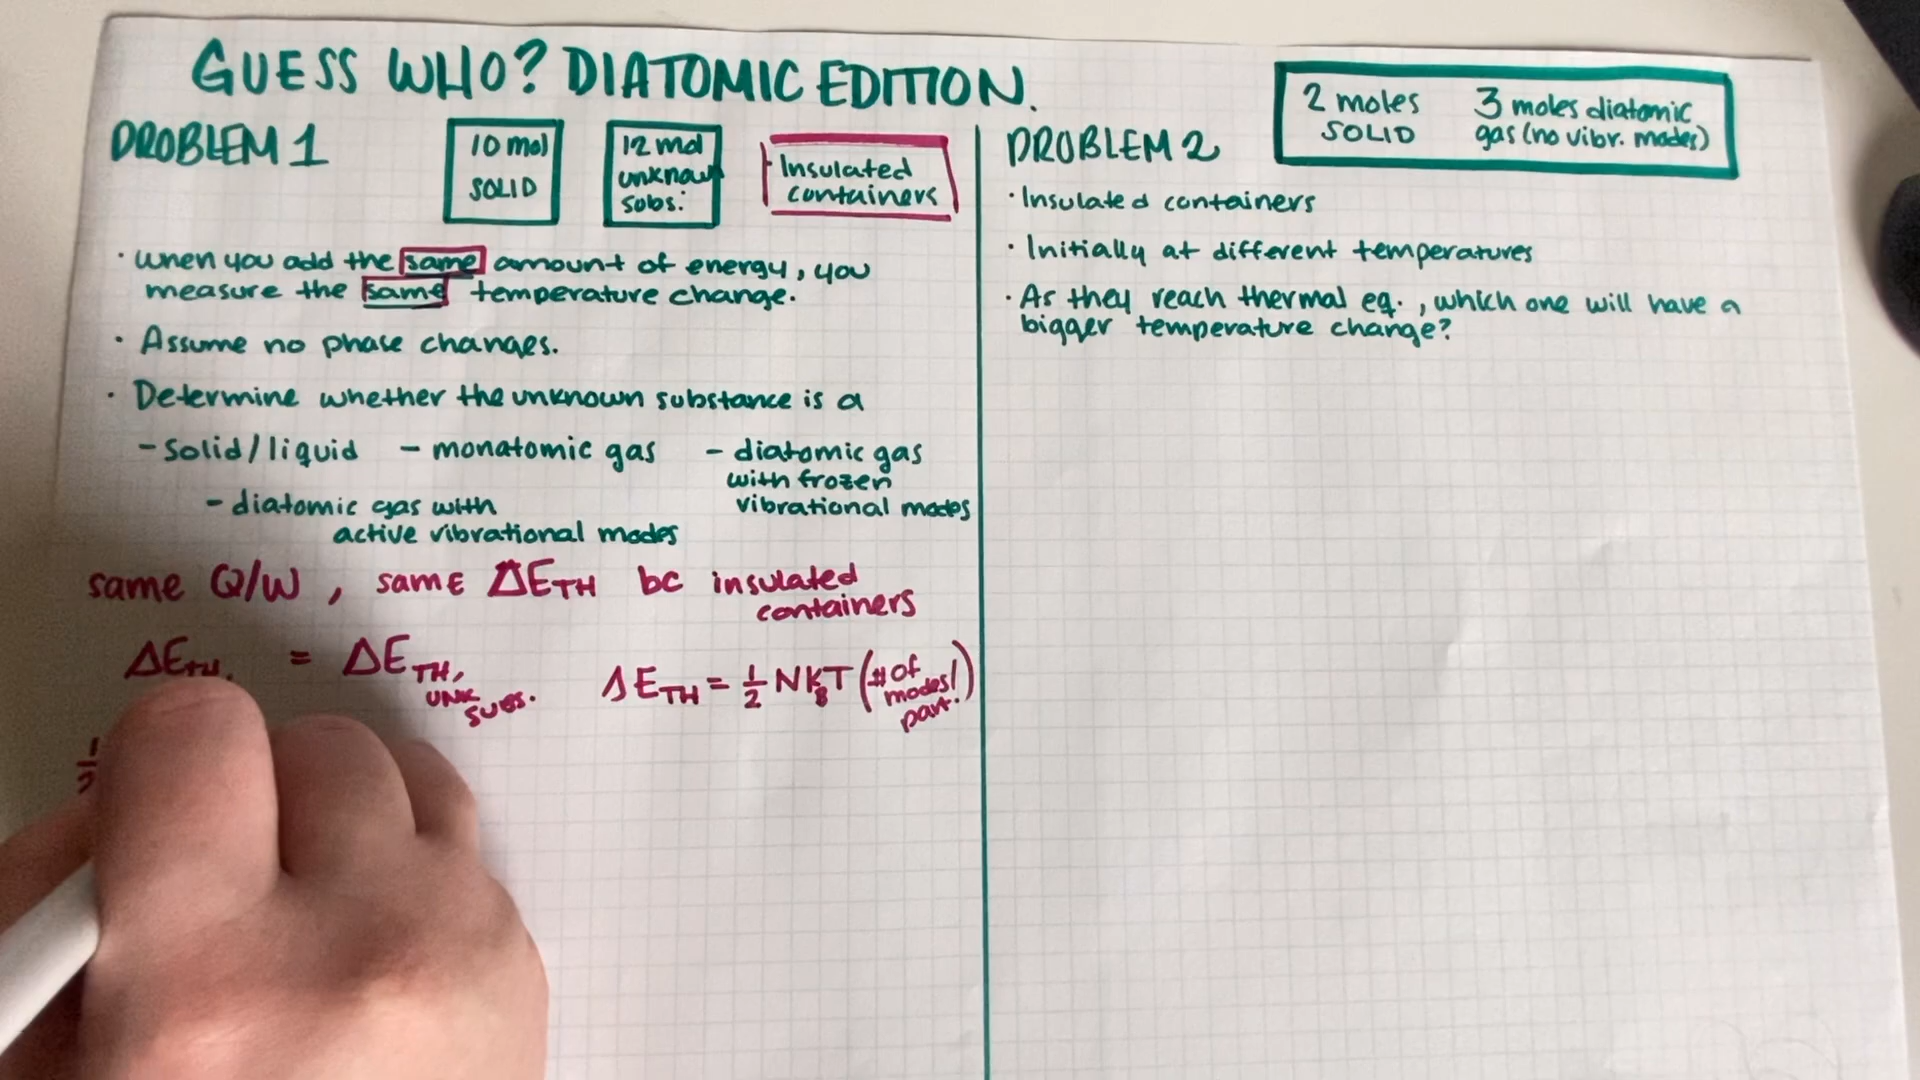 GUESS WHO? DIATOMIC EDITION.
PROBLEM 1
10 mol
SOLID
12 mol
unknown
subs.
Insulated
containers
· When you add the same amount of energy, you
measure the same temperature change.
· Assume no phase changes.
· Determine whether the unknown substance is a
- Solid/liquid
- monatomic gas
- diatomic gas
with frozen
vibrational modes
- diatomic gas with
active vibrational modes
same Q/W, same ΔETH bc insulated
containers
ΔETH, = ΔETH,
UNK
SUBS.
ΔETH = 1/2 NkBT (# of
modes/
part.)
PROBLEM 2
2 moles
SOLID
3 moles diatomic
gas (no vibr. modes)
· Insulated containers
· Initially at different temperatures
· As they reach thermal eq., which one will have a
bigger temperature change?